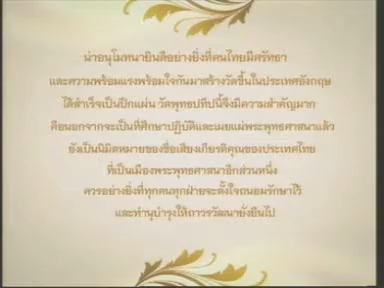 น่าอนุโมทนายินดีอย่างยิ่งที่คนไทยมีศรัทธา
และความพร้อมแรงพร้อมใจกันมาสร้างวัดขึ้นในประเทศอังกฤษ
ได้สำเร็จเป็นปึกแผ่น วัดพุทธปทีปนี้จึงมีความสำคัญมาก
คือนอกจากจะเป็นที่ศึกษาปฏิบัติและเผยแผ่พระพุทธศาสนาแล้ว
ยังเป็นนิมิตหมายของชื่อเสียงเกียรติคุณของประเทศไทย
ที่เป็นเมืองพระพุทธศาสนาอีกส่วนหนึ่ง
ควรอย่างยิ่งที่ทุกคนทุกฝ่ายจะตั้งใจถนอมรักษาไว้
และทำนุบำรุงให้ถาวรวัฒนายั่งยืนไป